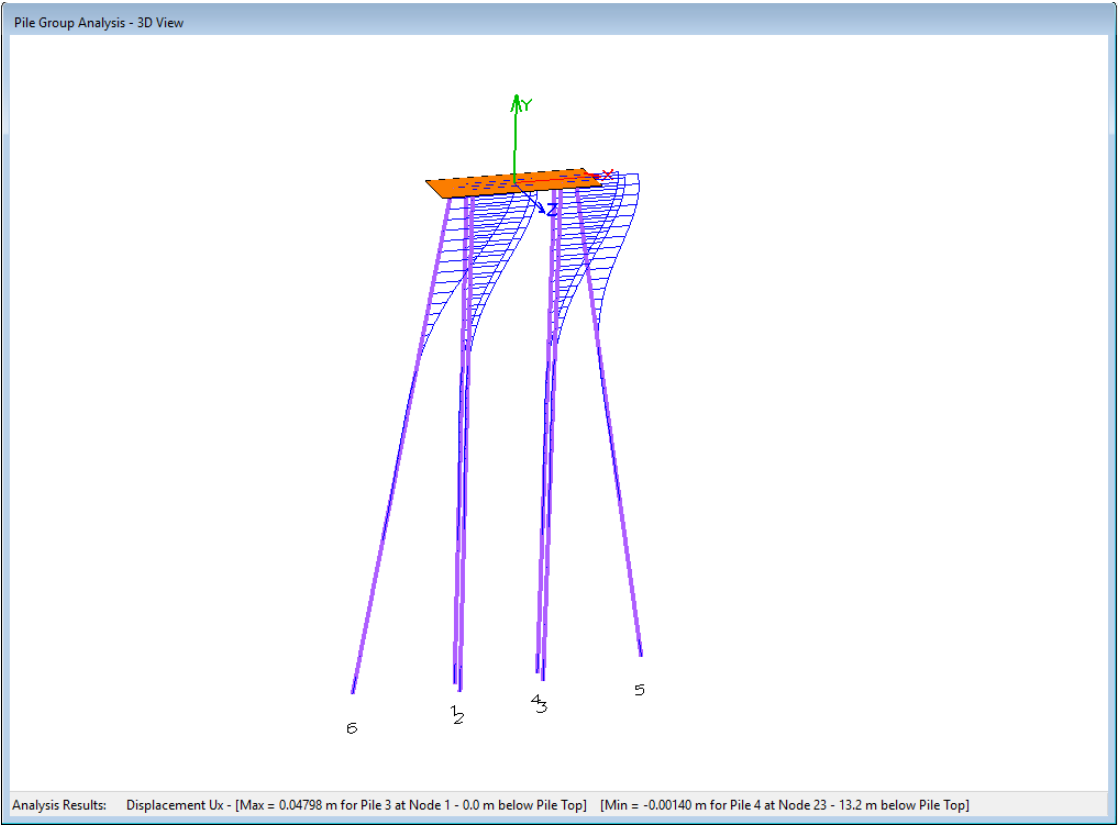 Pile Group Analysis - 3D View
Y
X
Z
5
1
4
3
2
6
Analysis Results: Displacement Ux - [Max = 0.04798 m for Pile 3 at Node 1 - 0.0 m below Pile Top] [Min = -0.00140 m for Pile 4 at Node 23 - 13.2 m below Pile Top]